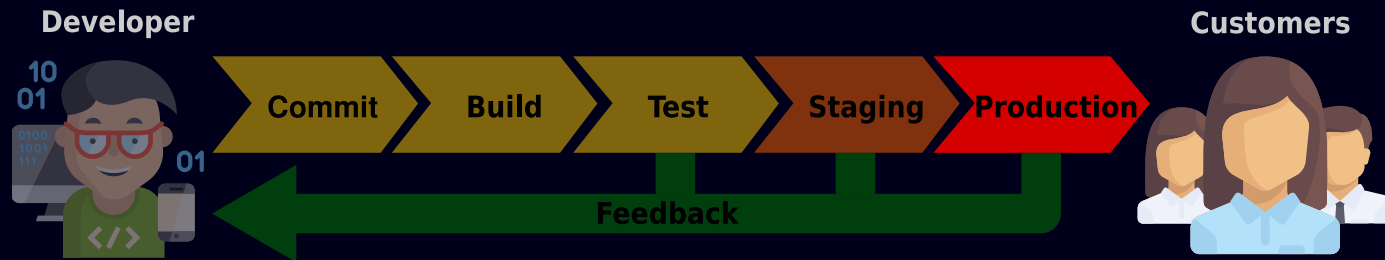 Developer
Customers
10
01
0100
1001
111
01
</>
Commit
Build
Test
Staging
Production
Feedback